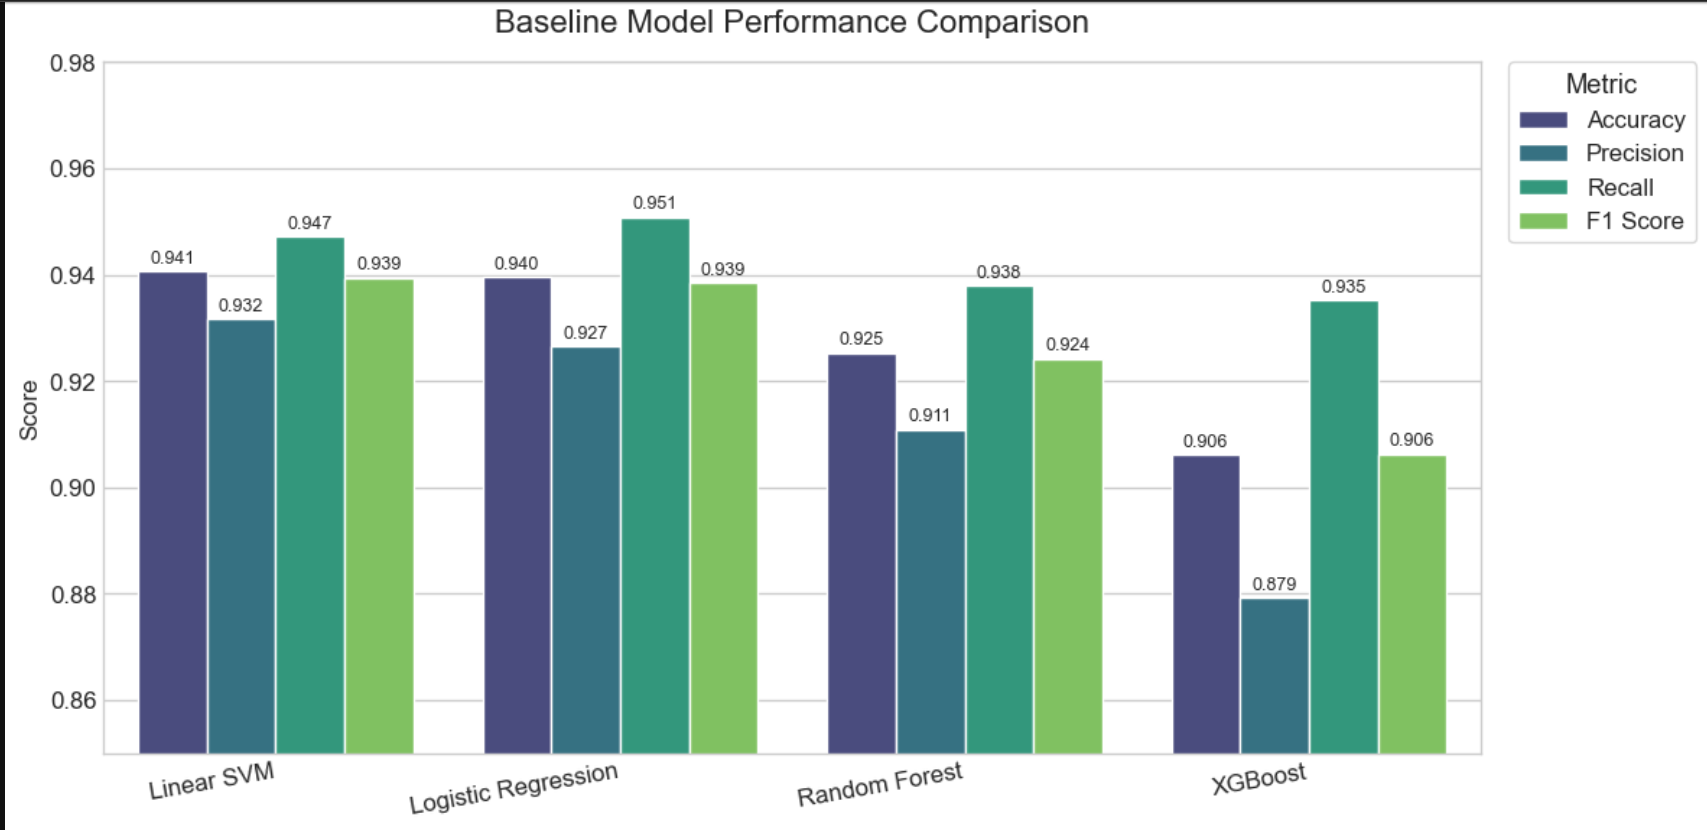 Baseline Model Performance Comparison
0.98
0.96
0.94
0.92
0.90
0.88
0.86
Score
0.941
0.932
0.947
0.939
0.940
0.927
0.951
0.939
0.925
0.911
0.938
0.924
0.906
0.879
0.935
0.906
Linear SVM
Logistic Regression
Random Forest
XGBoost
Metric
Accuracy
Precision
Recall
F1 Score